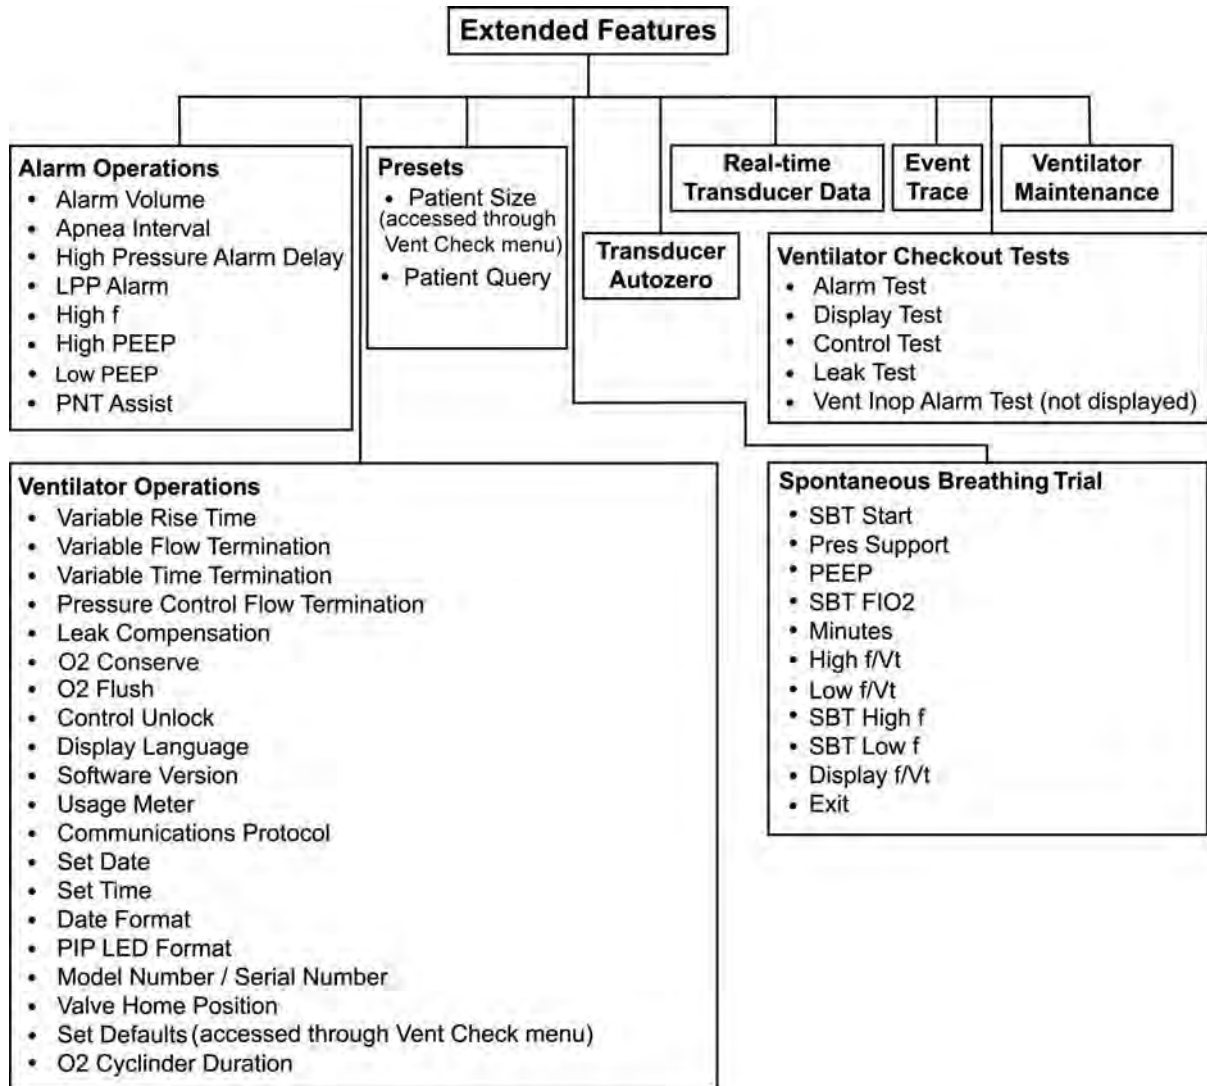 Extended Features
Alarm Operations
• Alarm Volume
• Apnea Interval
• High Pressure Alarm Delay
• LPP Alarm
• High f
• High PEEP
• Low PEEP
• PNT Assist
Presets
• Patient Size
(accessed through
Vent Check menu)
• Patient Query
Transducer
Autozero
Real-time
Transducer Data
Event
Trace
Ventilator
Maintenance
Ventilator Checkout Tests
• Alarm Test
• Display Test
• Control Test
• Leak Test
• Vent Inop Alarm Test (not displayed)
Ventilator Operations
• Variable Rise Time
• Variable Flow Termination
• Variable Time Termination
• Pressure Control Flow Termination
• Leak Compensation
• O2 Conserve
• O2 Flush
• Control Unlock
• Display Language
• Software Version
• Usage Meter
• Communications Protocol
• Set Date
• Set Time
• Date Format
• PIP LED Format
• Model Number / Serial Number
• Valve Home Position
• Set Defaults (accessed through Vent Check menu)
• O2 Cyclinder Duration
Spontaneous Breathing Trial
• SBT Start
• Pres Support
• PEEP
• SBT FIO2
• Minutes
• High f/Vt
• Low f/Vt
• SBT High f
• SBT Low f
• Display f/Vt
• Exit